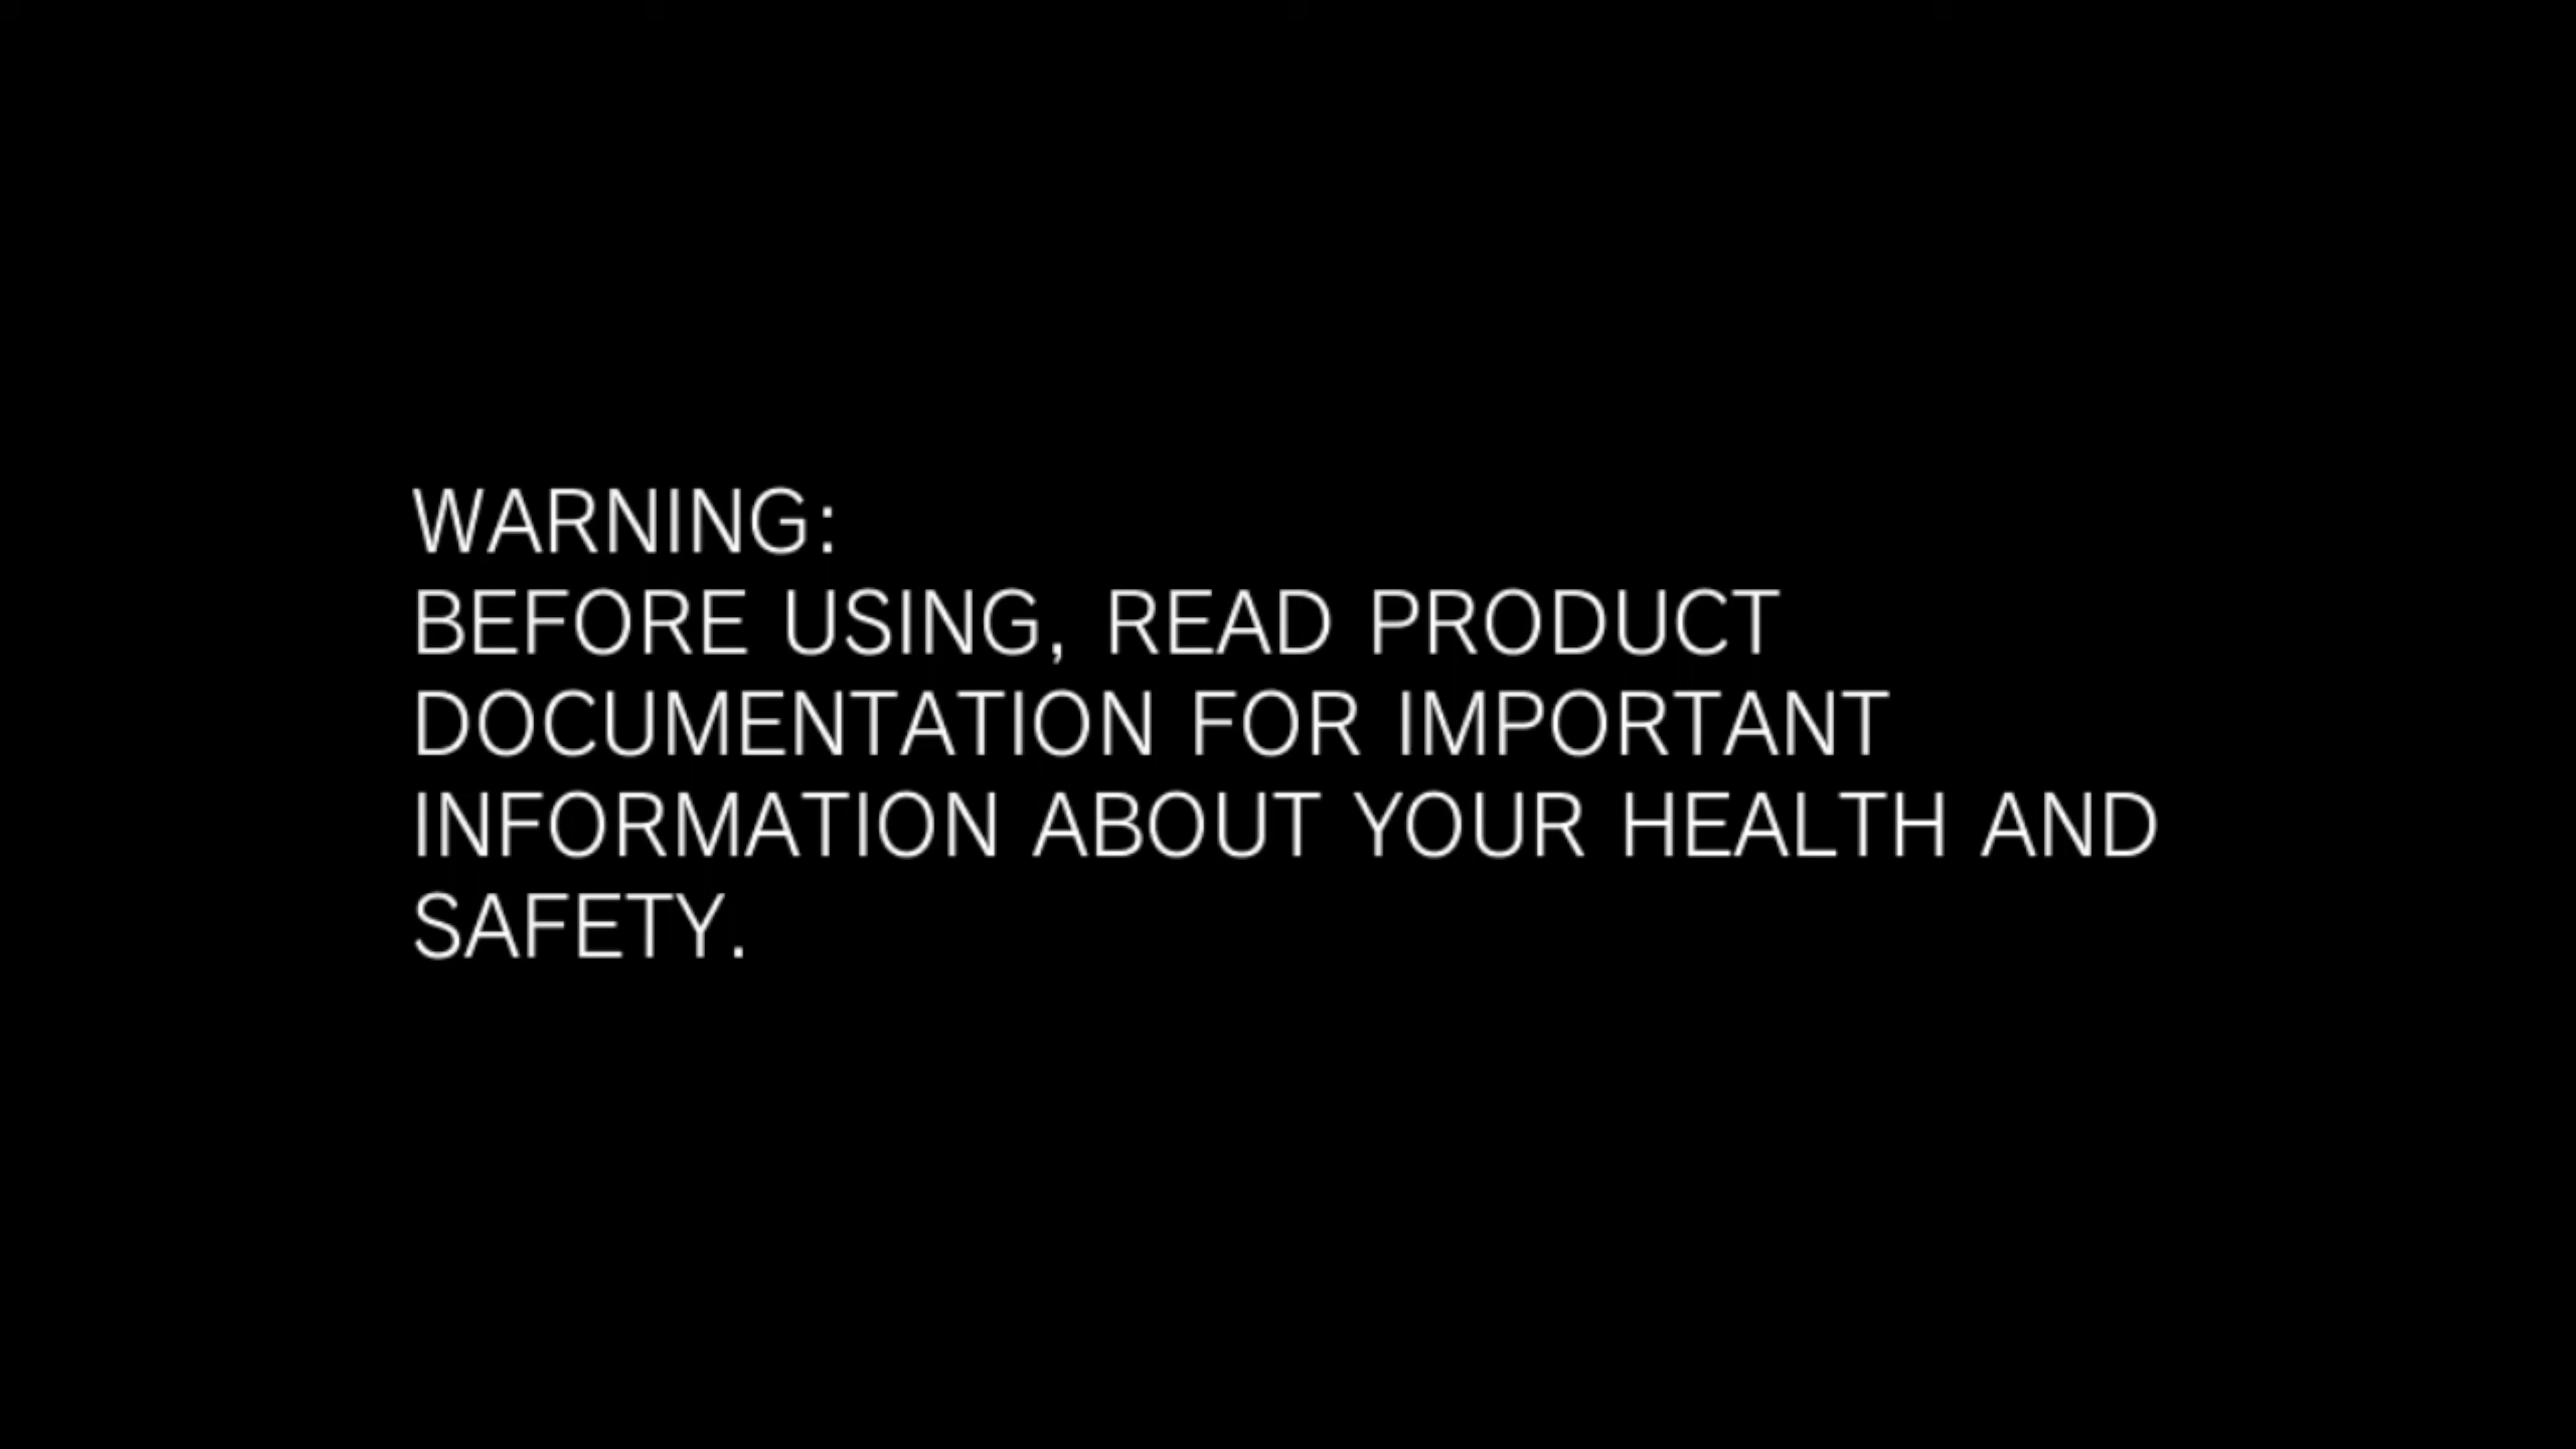 WARNING:
BEFORE USING, READ PRODUCT
DOCUMENTATION FOR IMPORTANT
INFORMATION ABOUT YOUR HEALTH AND
SAFETY.